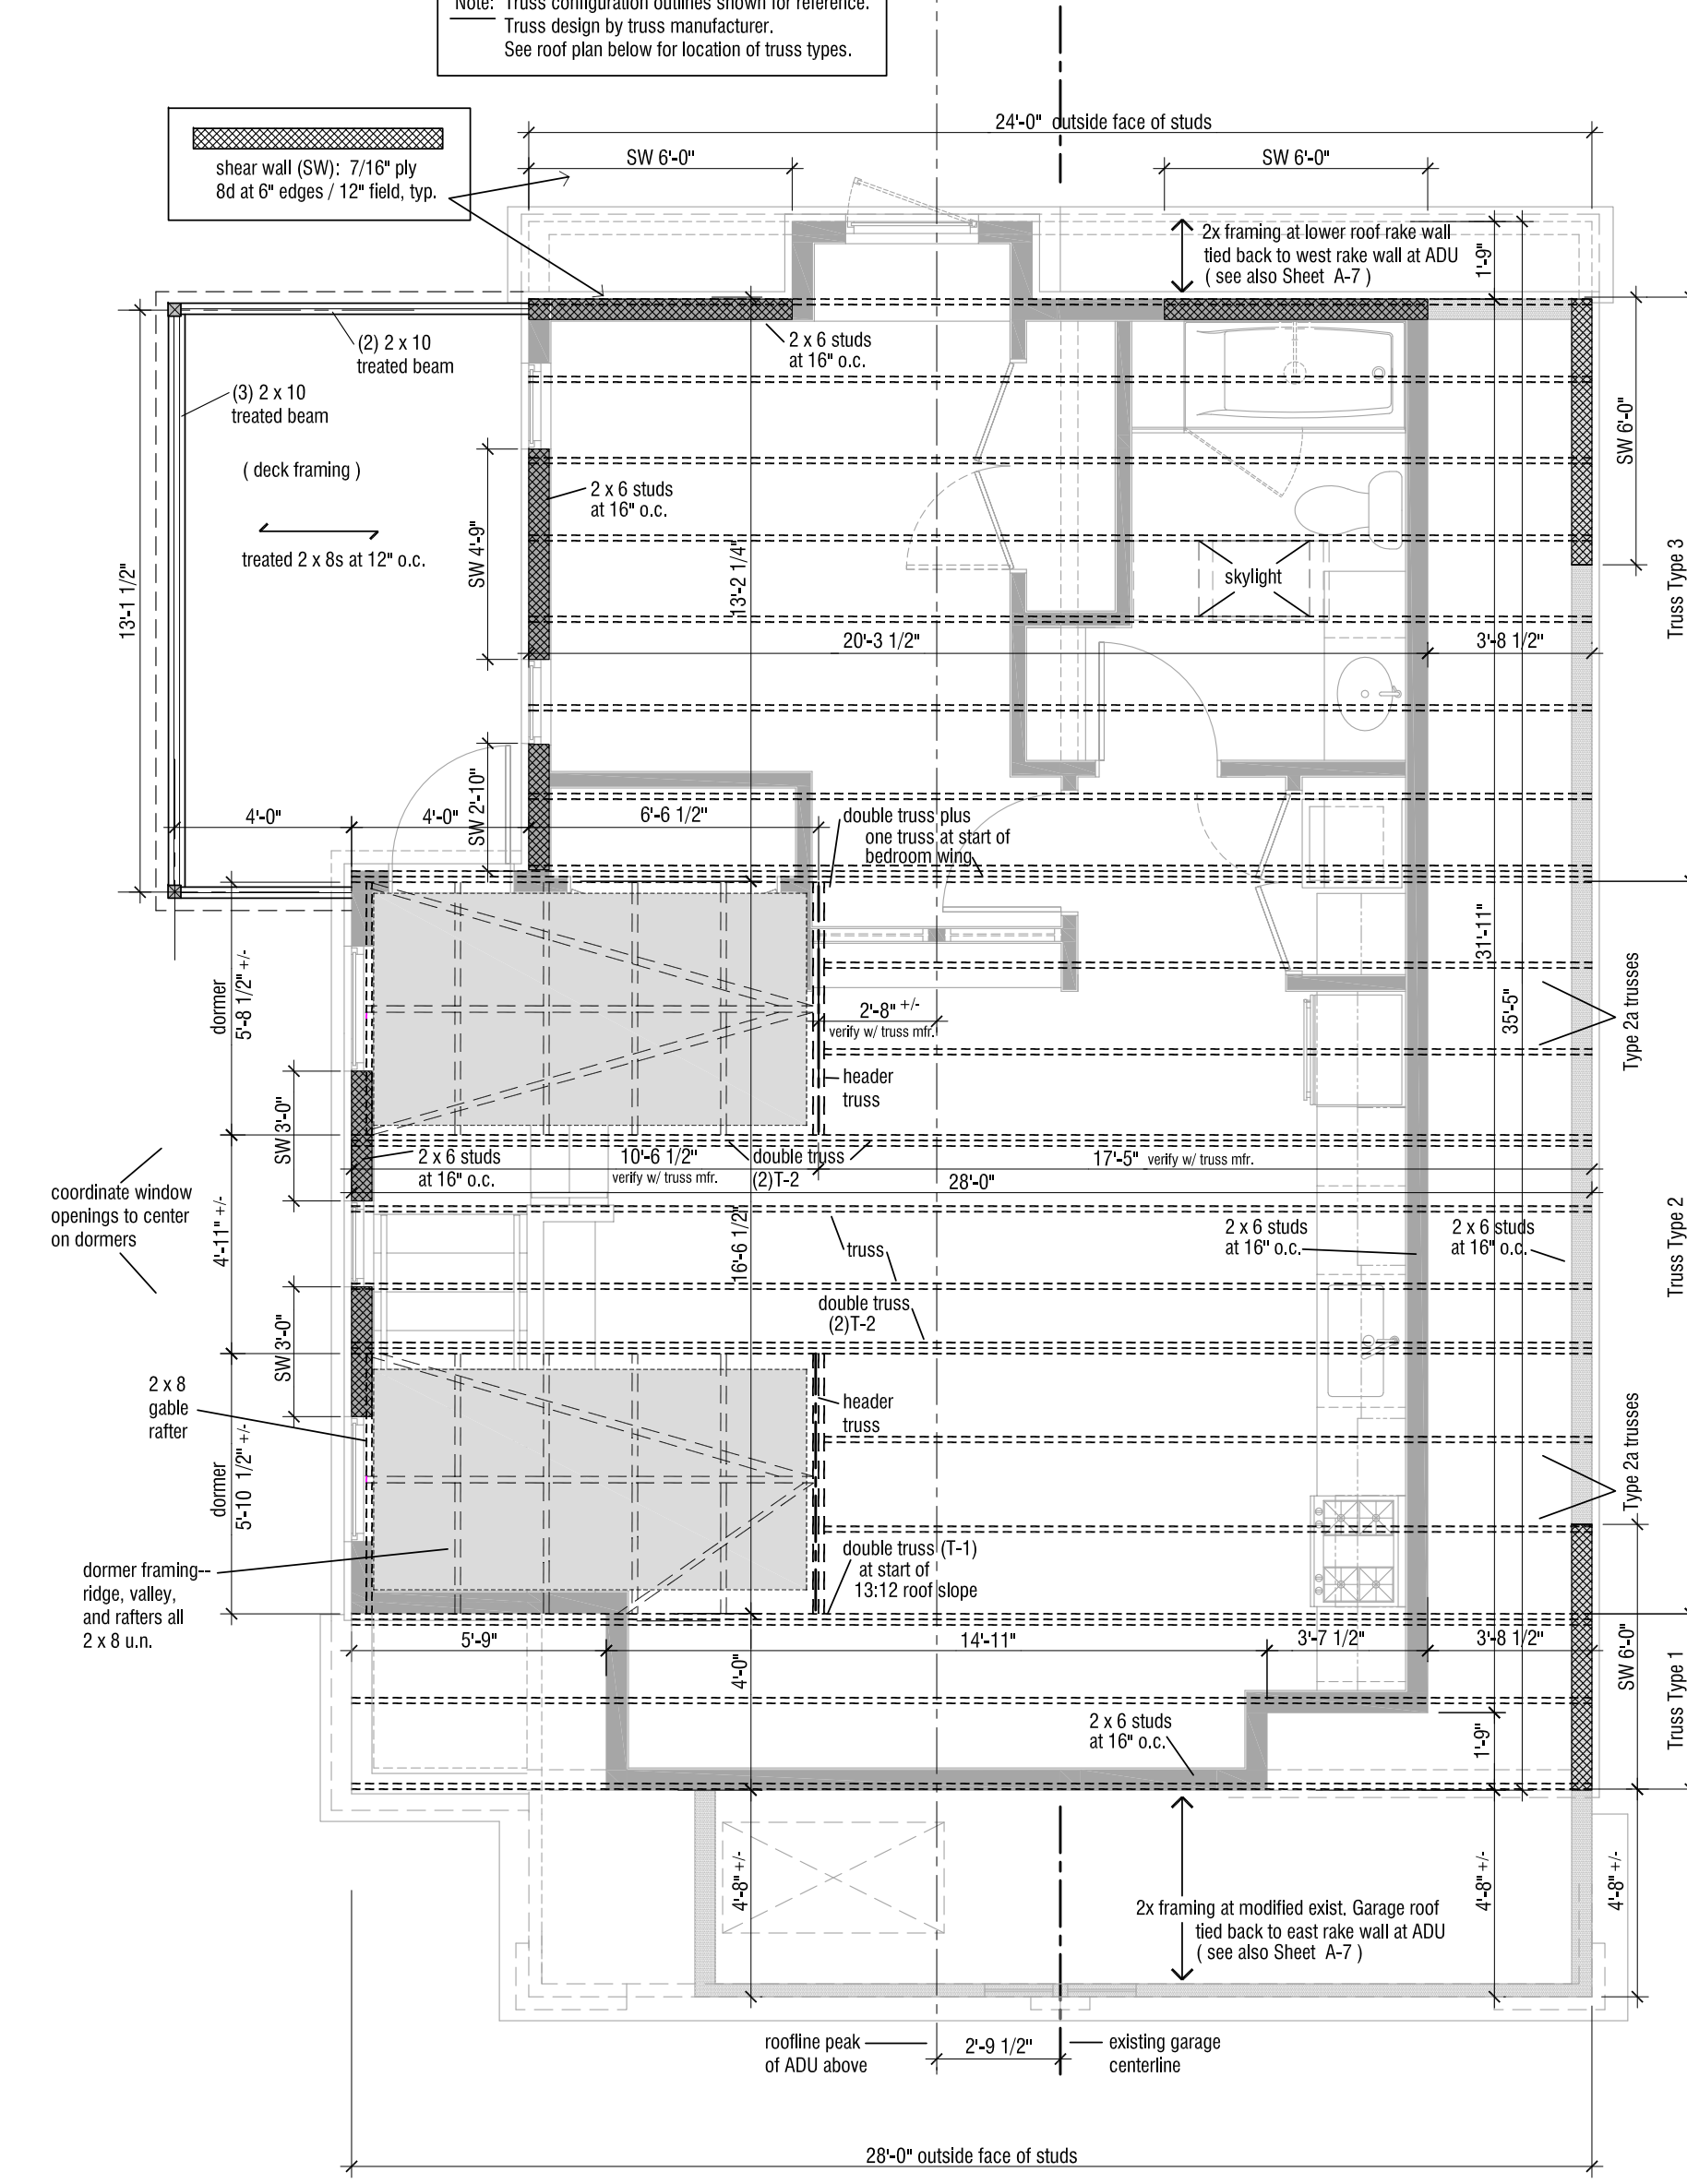 Note: Truss configuration outlines shown for reference.
Truss design by truss manufacturer.
See roof plan below for location of truss types.
24'-0" outside face of studs
SW 6'-0"
SW 6'-0"
shear wall (SW): 7/16" ply
8d at 6" edges / 12" field, typ.
2x framing at lower roof rake wall
tied back to west rake wall at ADU
( see also Sheet A-7 )
1'-9"
(2) 2 x 10
treated beam
2 x 6 studs
at 16" o.c.
(3) 2 x 10
treated beam
SW 6'-0"
( deck framing )
2 x 6 studs
at 16" o.c.
SW 4'-9"
treated 2 x 8s at 12" o.c.
13'-2 1/4"
skylight
13'-1 1/2"
Truss Type 3
20'-3 1/2"
3'-8 1/2"
SW 2'-10"
4'-0"
4'-0"
6'-6 1/2"
double truss plus
one truss at start of
bedroom wing
31'-11"
dormer
5'-8 1/2" +/-
2'-8" +/-
verify w/ truss mfr.
35'-5"
Type 2a trusses
header
truss
SW 3'-0"
2 x 6 studs
at 16" o.c.
10'-6 1/2"
verify w/ truss mfr.
double truss
(2)T-2
17'-5" verify w/ truss mfr.
28'-0"
coordinate window
openings to center
on dormers
4'-11" +/-
16'-6 1/2"
truss
2 x 6 studs
at 16" o.c.
2 x 6 studs
at 16" o.c.
Truss Type 2
double truss
(2)T-2
SW 3'-0"
2 x 8
gable
rafter
header
truss
dormer
5'-10 1/2" +/-
Type 2a trusses
double truss (T-1)
at start of
13:12 roof slope
dormer framing--
ridge, valley,
and rafters all
2 x 8 u.n.
5'-9"
14'-11"
3'-7 1/2"
3'-8 1/2"
4'-0"
SW 6'-0"
Truss Type 1
2 x 6 studs
at 16" o.c.
1'-9"
4'-8" +/-
4'-8" +/-
4'-8" +/-
2x framing at modified exist. Garage roof
tied back to east rake wall at ADU
( see also Sheet A-7 )
roofline peak
of ADU above
2'-9 1/2"
existing garage
centerline
28'-0" outside face of studs